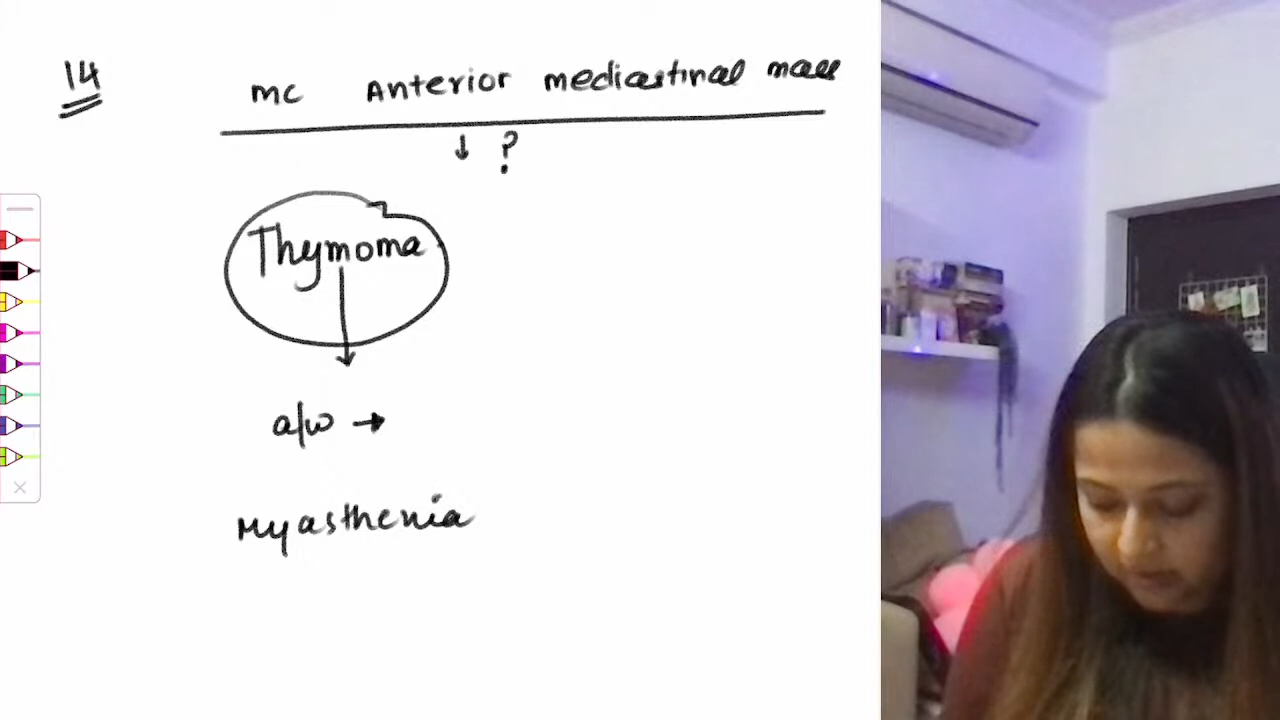 14
mc Anterior mediastinal mass
↓ ?
Thymoma
a/w →
Myasthenia